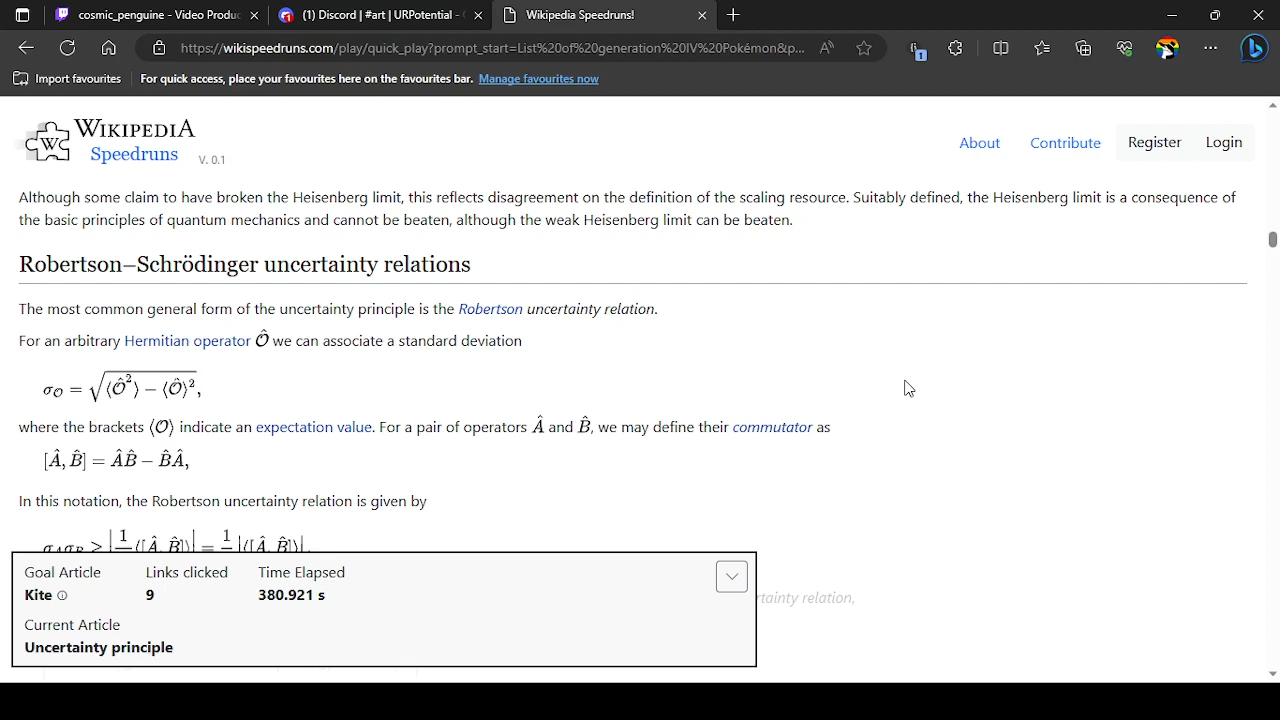 cosmic_penguine - Video Produc
(1) Discord | #art | URPotential -
Wikipedia Speedruns!
https://wikispeedruns.com/play/quick_play?prompt_start=List%20of%20generation%20IV%20Pokémon&p...
1
Import favourites
For quick access, place your favourites here on the favourites bar. Manage favourites now
WIKIPEDIA
Speedruns V. 0.1
About Contribute Register Login
Although some claim to have broken the Heisenberg limit, this reflects disagreement on the definition of the scaling resource. Suitably defined, the Heisenberg limit is a consequence of
the basic principles of quantum mechanics and cannot be beaten, although the weak Heisenberg limit can be beaten.
Robertson–Schrödinger uncertainty relations
The most common general form of the uncertainty principle is the Robertson uncertainty relation.
For an arbitrary Hermitian operator Ô we can associate a standard deviation
σ_O = √(⟨Ô²⟩ − ⟨Ô⟩²),
where the brackets ⟨O⟩ indicate an expectation value. For a pair of operators Â and B̂, we may define their commutator as
[Â, B̂] = ÂB̂ − B̂Â,
In this notation, the Robertson uncertainty relation is given by
Goal Article Links clicked Time Elapsed
Kite 9 380.921 s
rtainty relation,
Current Article
Uncertainty principle